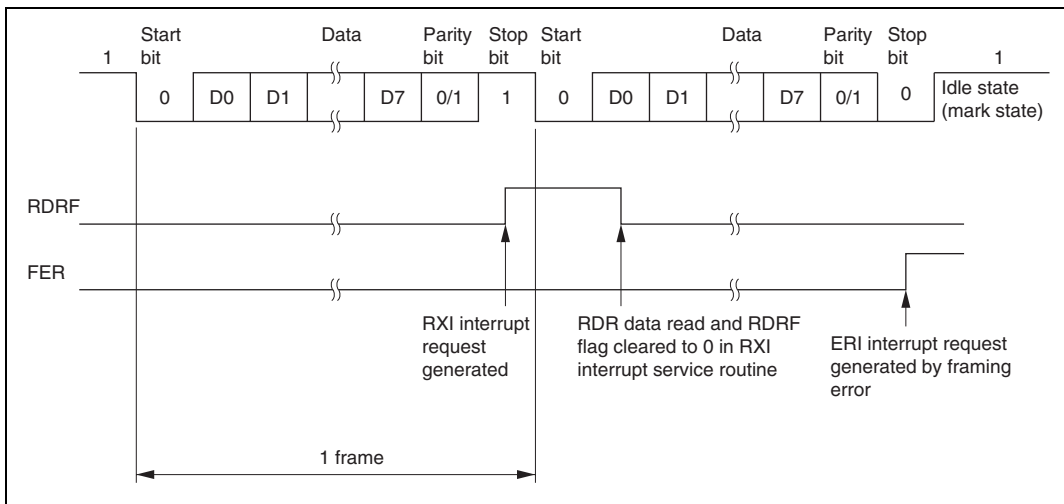 Start bit
Data
Parity bit
Stop bit
Start bit
Data
Parity bit
Stop bit
1
1
0
D0
D1
D7
0/1
1
0
D0
D1
D7
0/1
0
Idle state
(mark state)
RDRF
FER
RXI interrupt
request
generated
RDR data read and RDRF
flag cleared to 0 in RXI
interrupt service routine
ERI interrupt request
generated by framing
error
1 frame